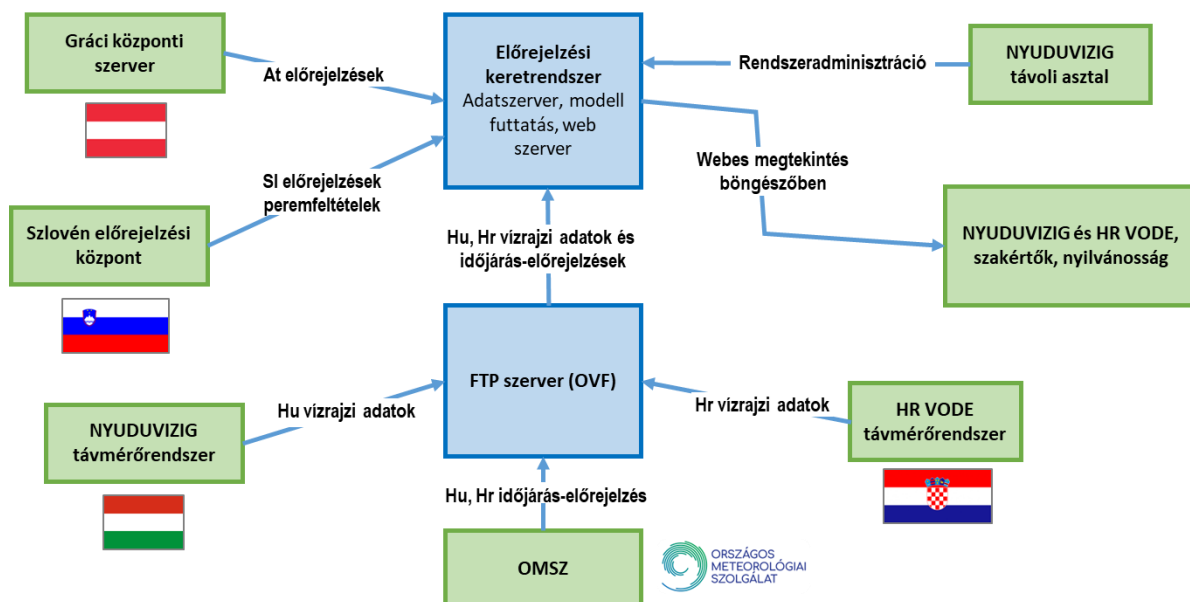 Gráci központi
szerver
At előrejelzések
Előrejelzési
keretrendszer
Adatszerver, modell
futtatás, web
szerver
Rendszeradminisztráció
NYUDUVIZIG
távoli asztal
Webes megtekintés
böngészőben
SI előrejelzések
peremfeltételek
Szlovén előrejelzési
központ
Hu, Hr vízrajzi adatok és
időjárás-előrejelzések
NYUDUVIZIG és HR VODE,
szakértők, nyilvánosság
FTP szerver (OVF)
Hu vízrajzi adatok
Hr vízrajzi adatok
NYUDUVIZIG
távmérőrendszer
HR VODE
távmérőrendszer
Hu, Hr időjárás-előrejelzés
OMSZ
ORSZÁGOS
METEOROLÓGIAI
SZOLGÁLAT